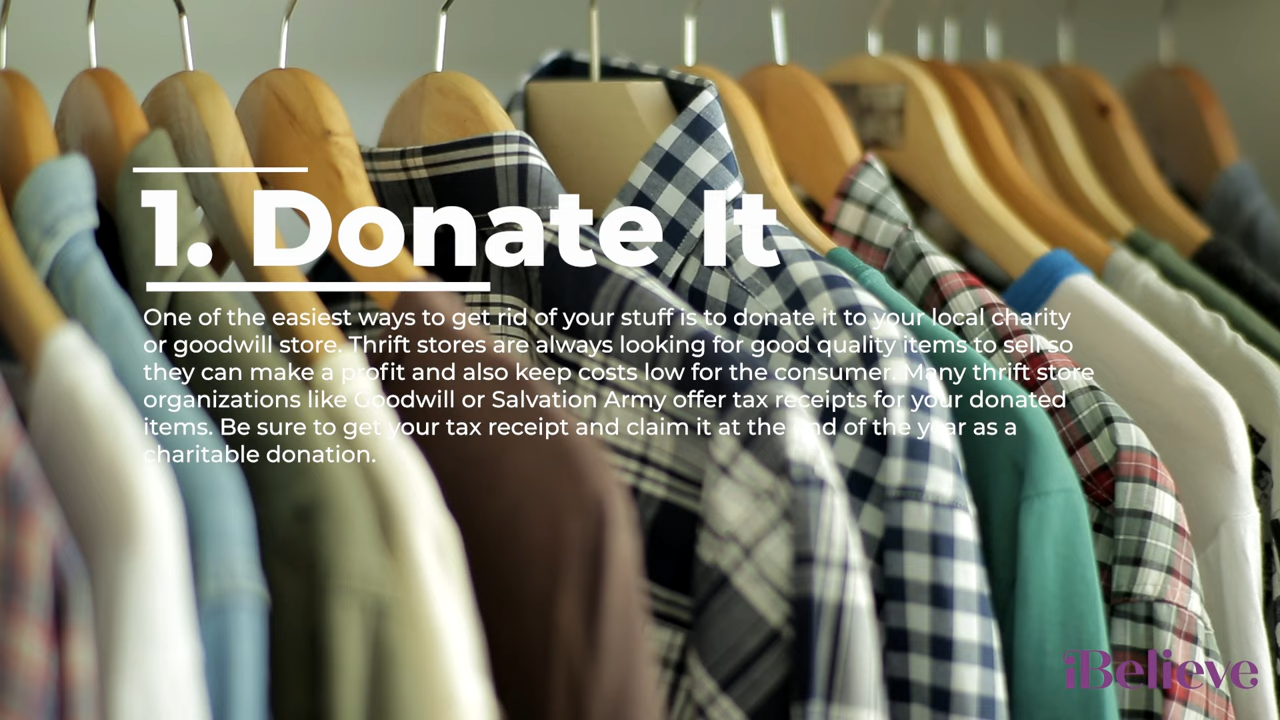 1. Donate It
One of the easiest ways to get rid of your stuff is to donate it to your local charity
or goodwill store. Thrift stores are always looking for good quality items to sell so
they can make a profit and also keep costs low for the consumer. Many thrift store
organizations like Goodwill or Salvation Army offer tax receipts for your donated
items. Be sure to get your tax receipt and claim it at the end of the year as a
charitable donation.
iBelieve